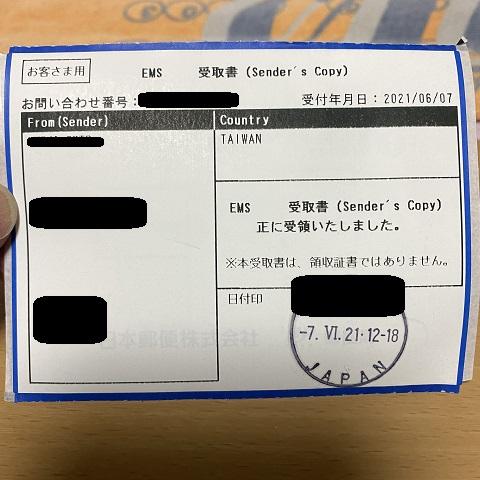 お客さま用
EMS 受取書 (Sender's Copy)
お問い合わせ番号:
受付年月日:2021/06/07
From(Sender)
Country
TAIWAN
EMS 受取書 (Sender's Copy)
正に受領いたしました。
※本受取書は、領収証書ではありません。
日付印
-7. VI. 21・12-18
JAPAN
日本郵便株式会社